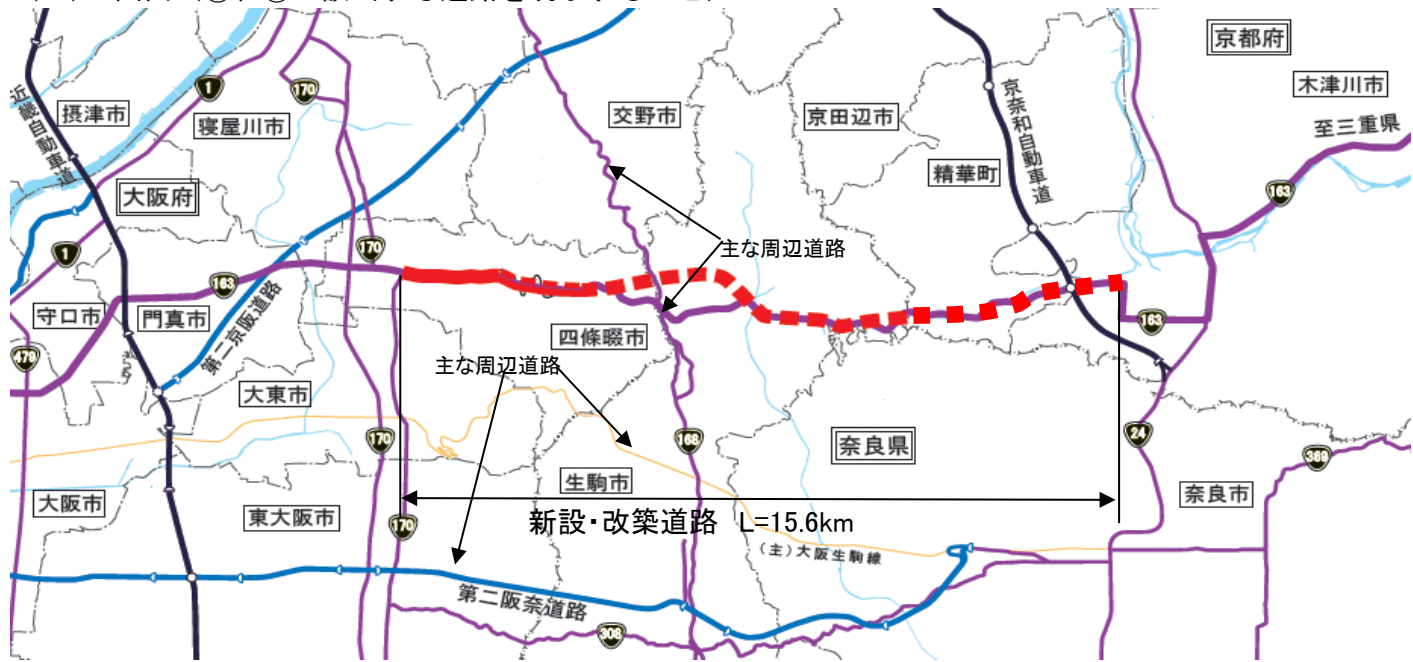 京都府
木津川市
至三重県
163
1
170
摂津市
寝屋川市
近畿自動車道
交野市
京田辺市
京奈和自動車道
精華町
大阪府
主な周辺道路
1
170
163
守口市
門真市
第二京阪道路
四條畷市
163
479
主な周辺道路
大東市
170
168
奈良県
24
369
大阪市
東大阪市
170
生駒市
奈良市
新設・改築道路 L=15.6km
(主)大阪生駒線
第二阪奈道路
308